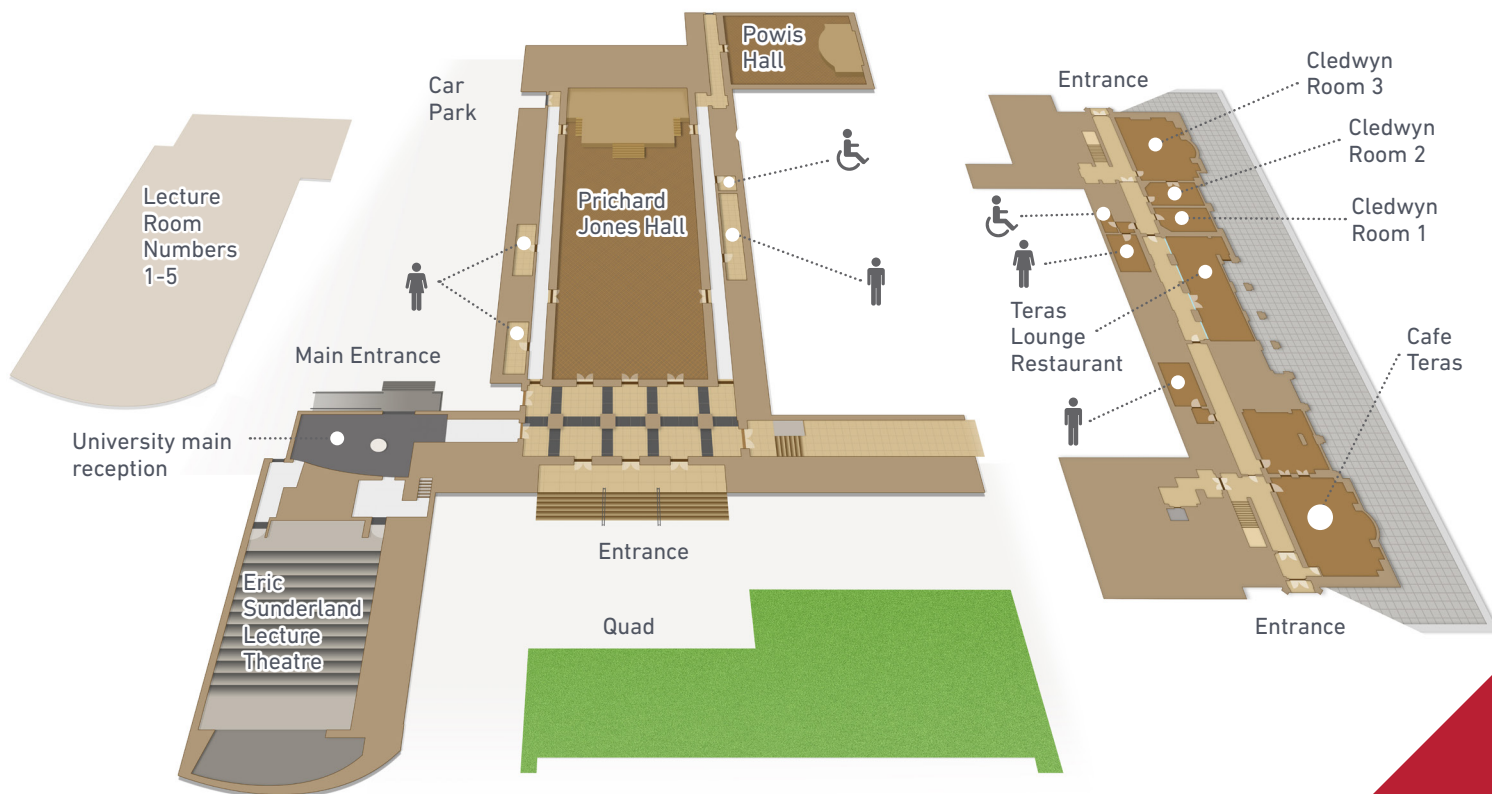 Powis
Hall
Car
Park
Lecture
Room
Numbers
1-5
Prichard
Jones Hall
Main Entrance
University main
reception
Eric
Sunderland
Lecture
Theatre
Entrance
Quad
Entrance
Cledwyn
Room 3
Cledwyn
Room 2
Cledwyn
Room 1
Teras
Lounge
Restaurant
Cafe
Teras
Entrance